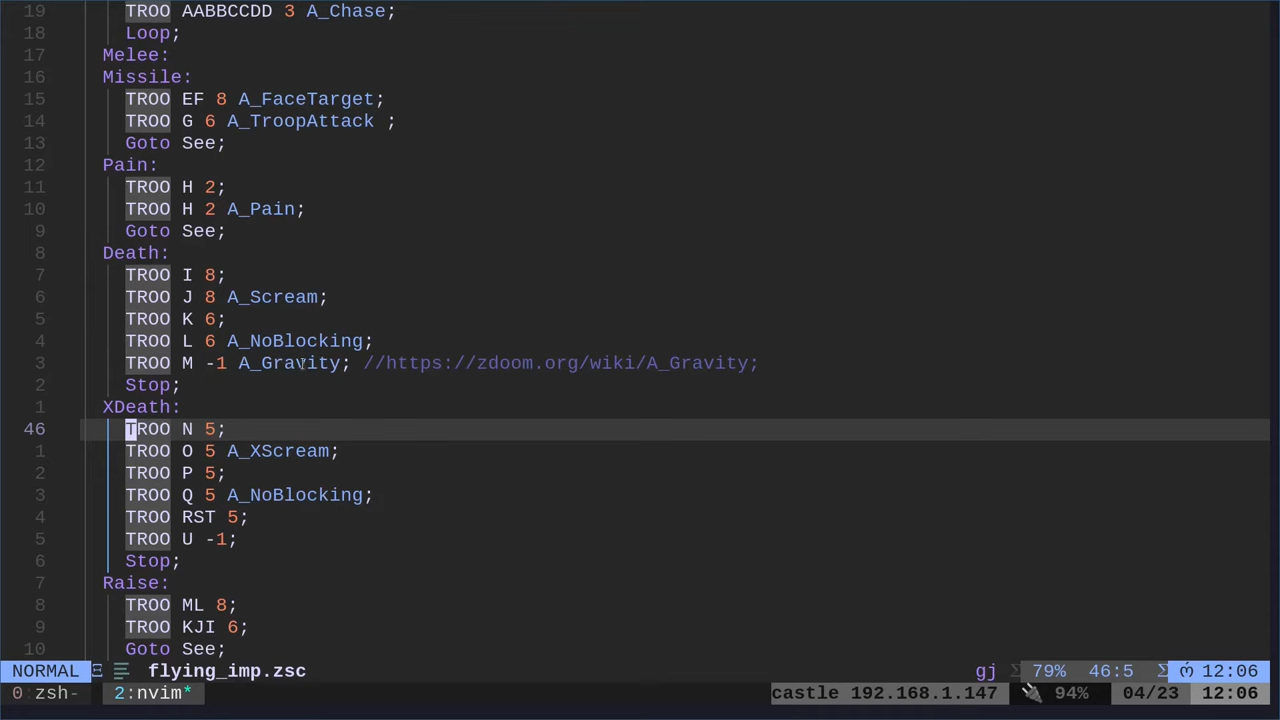 19 TROO AABBCCDD 3 A_Chase;
18 Loop;
17 Melee:
16 Missile:
15 TROO EF 8 A_FaceTarget;
14 TROO G 6 A_TroopAttack ;
13 Goto See;
12 Pain:
11 TROO H 2;
10 TROO H 2 A_Pain;
9 Goto See;
8 Death:
7 TROO I 8;
6 TROO J 8 A_Scream;
5 TROO K 6;
4 TROO L 6 A_NoBlocking;
3 TROO M -1 A_Gravity; //https://zdoom.org/wiki/A_Gravity;
2 Stop;
1 XDeath:
46 TROO N 5;
1 TROO O 5 A_XScream;
2 TROO P 5;
3 TROO Q 5 A_NoBlocking;
4 TROO RST 5;
5 TROO U -1;
6 Stop;
7 Raise:
8 TROO ML 8;
9 TROO KJI 6;
10 Goto See;
NORMAL flying_imp.zsc gj 79% 46:5 12:06
0:zsh- 2:nvim* castle 192.168.1.147 94% 04/23 12:06